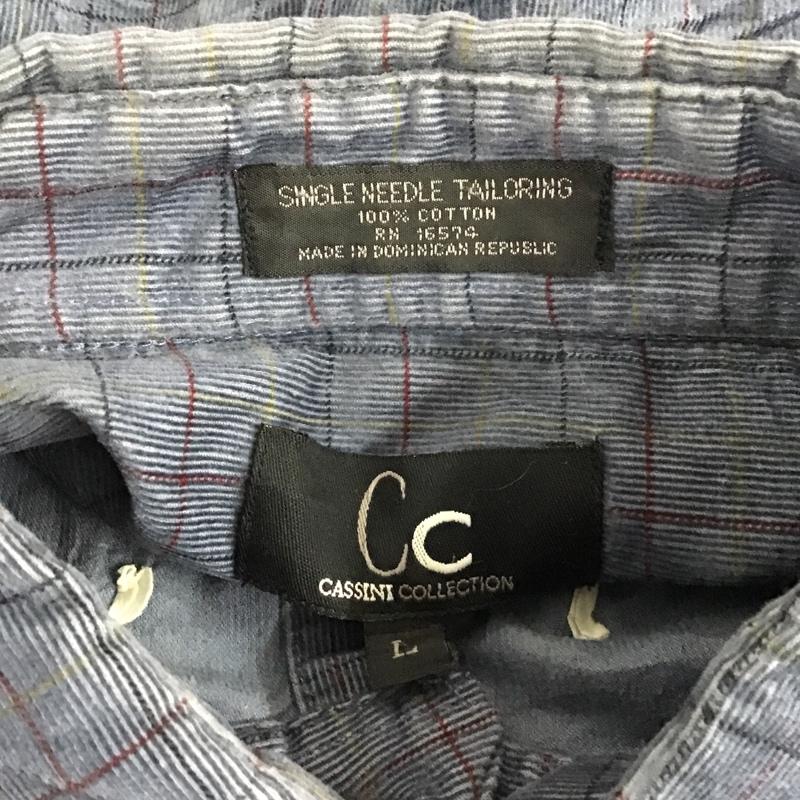 SINGLE NEEDLE TAILORING
100% COTTON
RN 16574
MADE IN DOMINICAN REPUBLIC
Cc
CASSINI COLLECTION
L